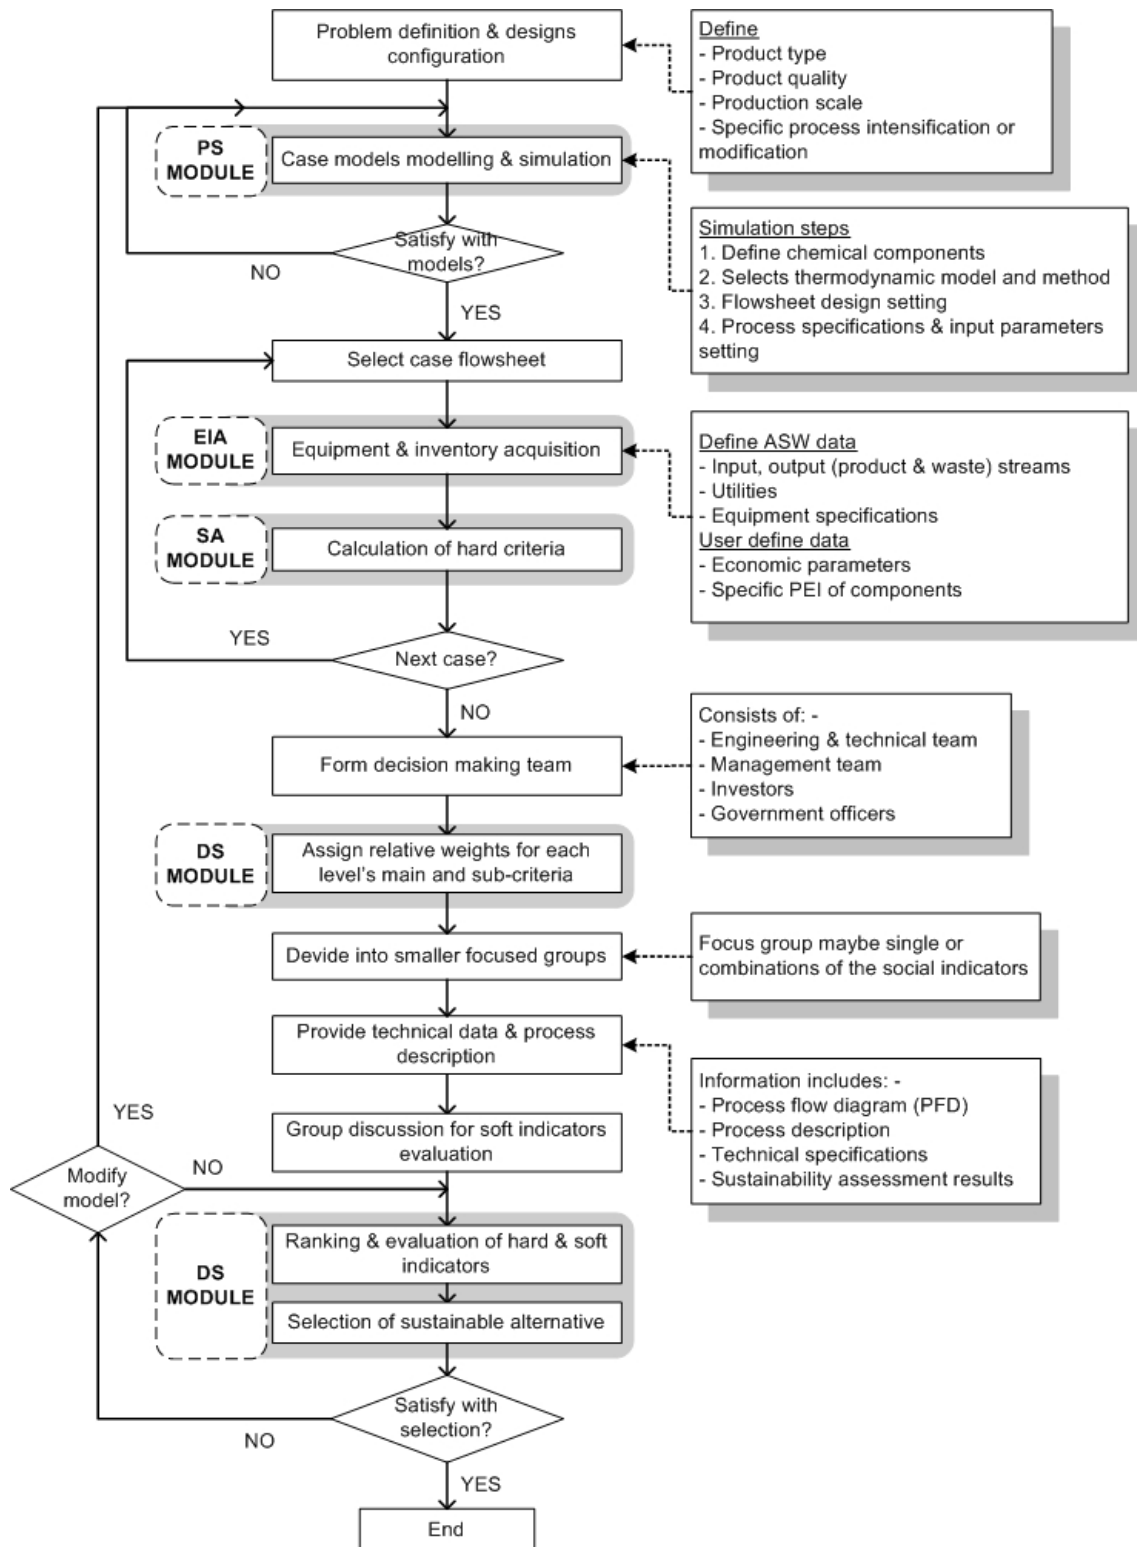 Problem definition & designs
configuration
Define
- Product type
- Product quality
- Production scale
- Specific process intensification or
modification
PS
MODULE
Case models modelling & simulation
Simulation steps
1. Define chemical components
2. Selects thermodynamic model and method
3. Flowsheet design setting
4. Process specifications & input parameters
setting
Satisfy with
models?
NO
YES
Select case flowsheet
EIA
MODULE
Equipment & inventory acquisition
Define ASW data
- Input, output (product & waste) streams
- Utilities
- Equipment specifications
User define data
- Economic parameters
- Specific PEI of components
SA
MODULE
Calculation of hard criteria
YES
Next case?
NO
Form decision making team
Consists of: -
- Engineering & technical team
- Management team
- Investors
- Government officers
DS
MODULE
Assign relative weights for each
level's main and sub-criteria
Devide into smaller focused groups
Focus group maybe single or
combinations of the social indicators
Provide technical data & process
description
Information includes: -
- Process flow diagram (PFD)
- Process description
- Technical specifications
- Sustainability assessment results
YES
Group discussion for soft indicators
evaluation
Modify
model?
NO
DS
MODULE
Ranking & evaluation of hard & soft
indicators
Selection of sustainable alternative
Satisfy with
selection?
NO
YES
End